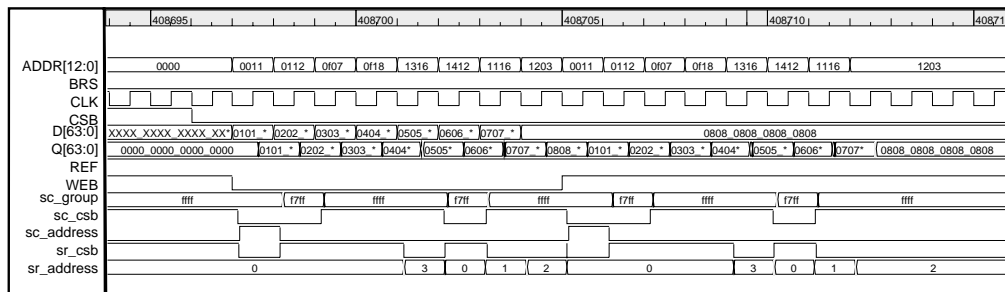 408695 408700 408705 408710 40871
ADDR[12:0] 0000 0011 0112 0f07 0f18 1316 1412 1116 1203 0011 0112 0f07 0f18 1316 1412 1116 1203
BRS
CLK
CSB
D[63:0] XXXX_XXXX_XXXX_XX* 0101_* 0202_* 0303_* 0404_* 0505_* 0606_* 0707_* 0808_0808_0808_0808
Q[63:0] 0000_0000_0000_0000 0101_* 0202_* 0303_* 0404* 0505* 0606* 0707_* 0808_* 0101_* 0202_* 0303_* 0404* 0505_* 0606* 0707* 0808_0808_0808_0808
REF
WEB
sc_group ffff f7ff ffff f7ff ffff f7ff ffff f7ff ffff
sc_csb
sc_address
sr_csb
sr_address 0 3 0 1 2 0 3 0 1 2